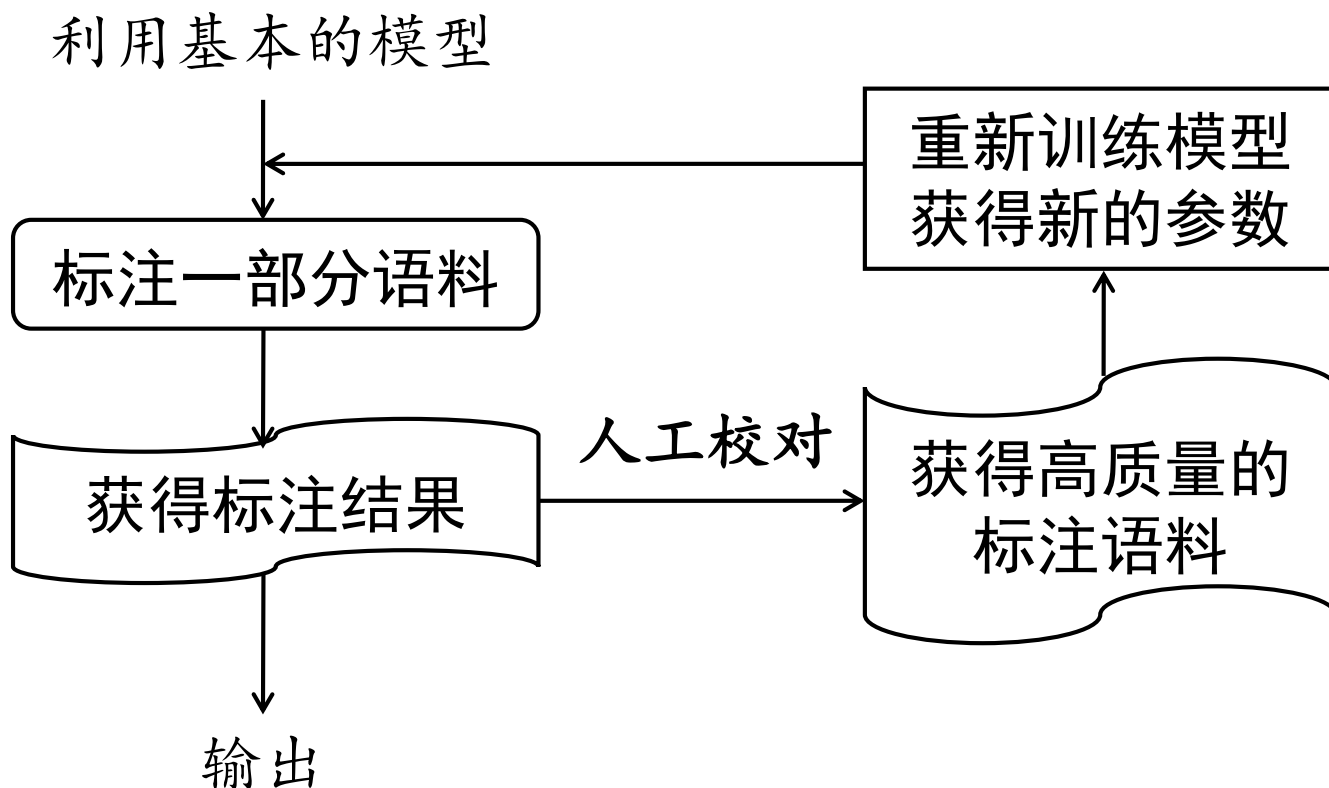 利用基本的模型
重新训练模型
获得新的参数
标注一部分语料
人工校对
获得标注结果
获得高质量的
标注语料
输出